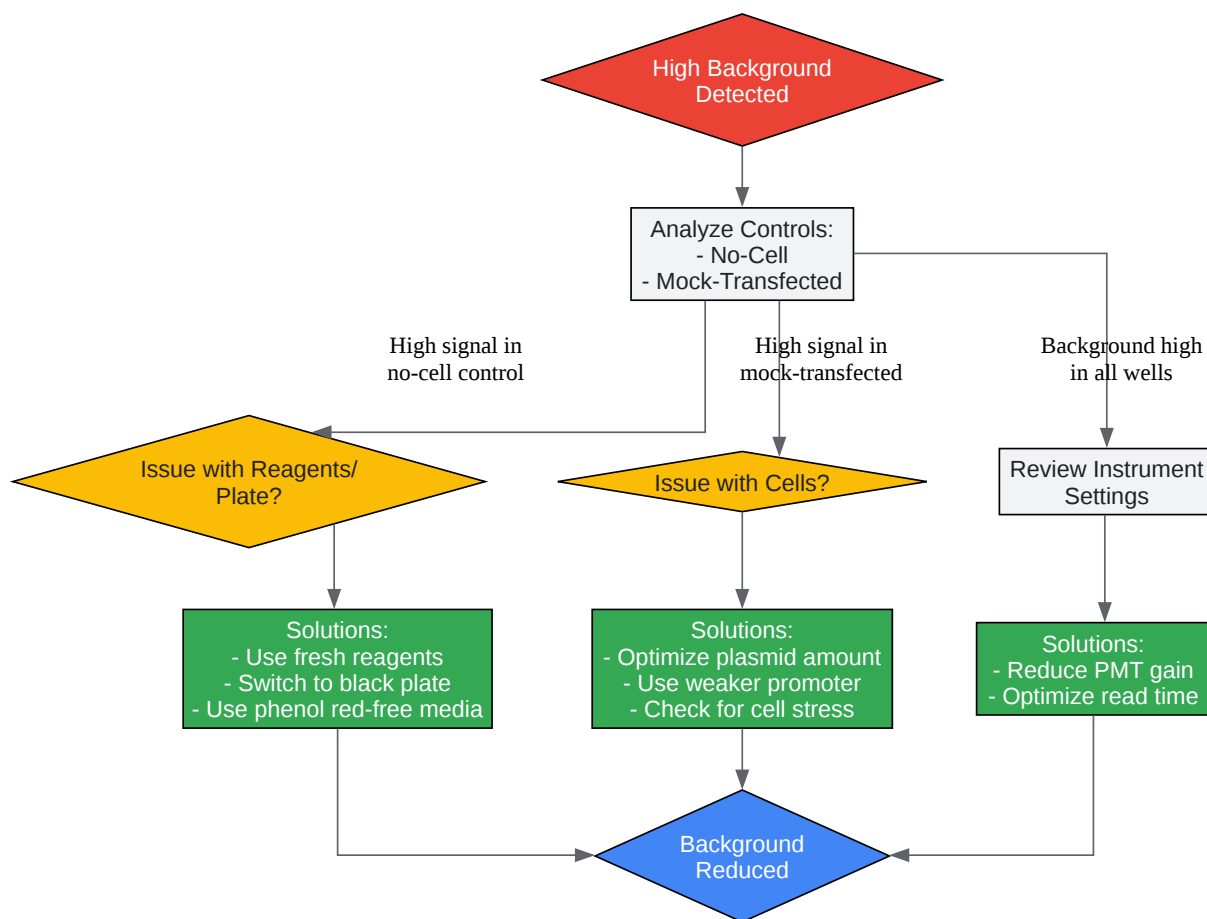 High Background
Detected
Analyze Controls:
- No-Cell
- Mock-Transfected
High signal in
no-cell control
High signal in
mock-transfected
Background high
in all wells
Issue with Reagents/
Plate?
Issue with Cells?
Review Instrument
Settings
Solutions:
- Use fresh reagents
- Switch to black plate
- Use phenol red-free media
Solutions:
- Optimize plasmid amount
- Use weaker promoter
- Check for cell stress
Solutions:
- Reduce PMT gain
- Optimize read time
Background
Reduced